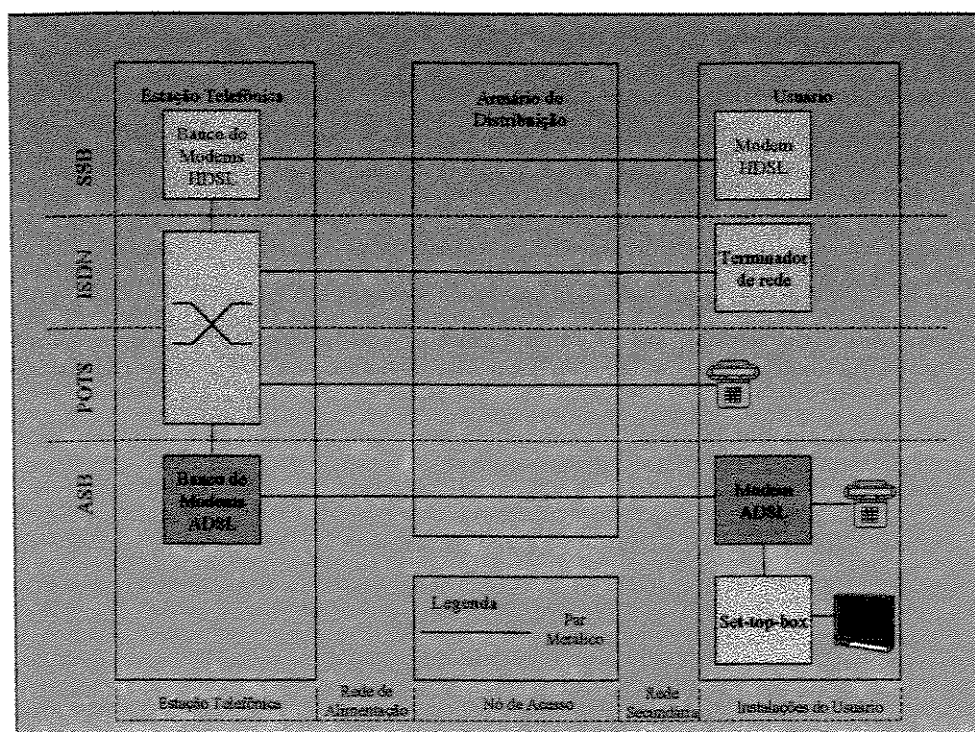 Estação Telefônica
Armário de
Distribuição
Usuario
SSB
Banco de
Modems
HDSL
Modem
HDSL
ISDN
Terminador
de rede
POTS
ASB
Banco de
Modems
ADSL
Modem
ADSL
Legenda
Par
Metálico
Set-top-box
Estação Telefônica
Rede de
Alimentação
Nó de Acesso
Rede
Secundária
Instalações do Usuario